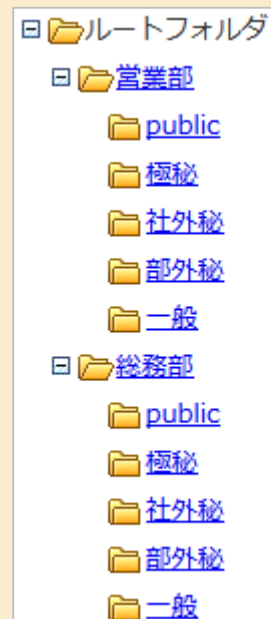 ルートフォルダ
営業部
public
極秘
社外秘
部外秘
一般
総務部
public
極秘
社外秘
部外秘
一般